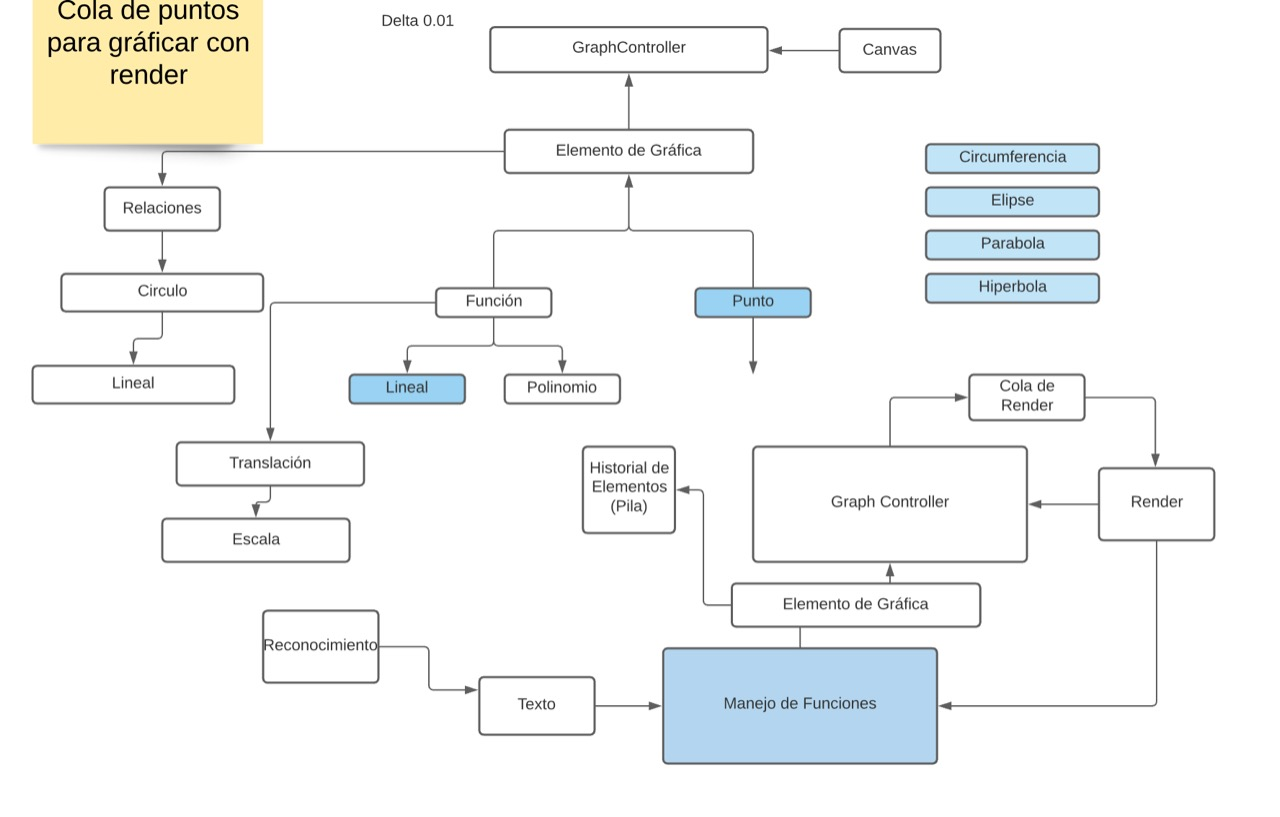 Cola de puntos
para gráficar con
render
Delta 0.01
GraphController
Canvas
Elemento de Gráfica
Circumferencia
Elipse
Parabola
Hiperbola
Relaciones
Circulo
Lineal
Función
Punto
Lineal
Polinomio
Translación
Escala
Cola de
Render
Historial de
Elementos
(Pila)
Graph Controller
Render
Elemento de Gráfica
Reconocimiento
Texto
Manejo de Funciones